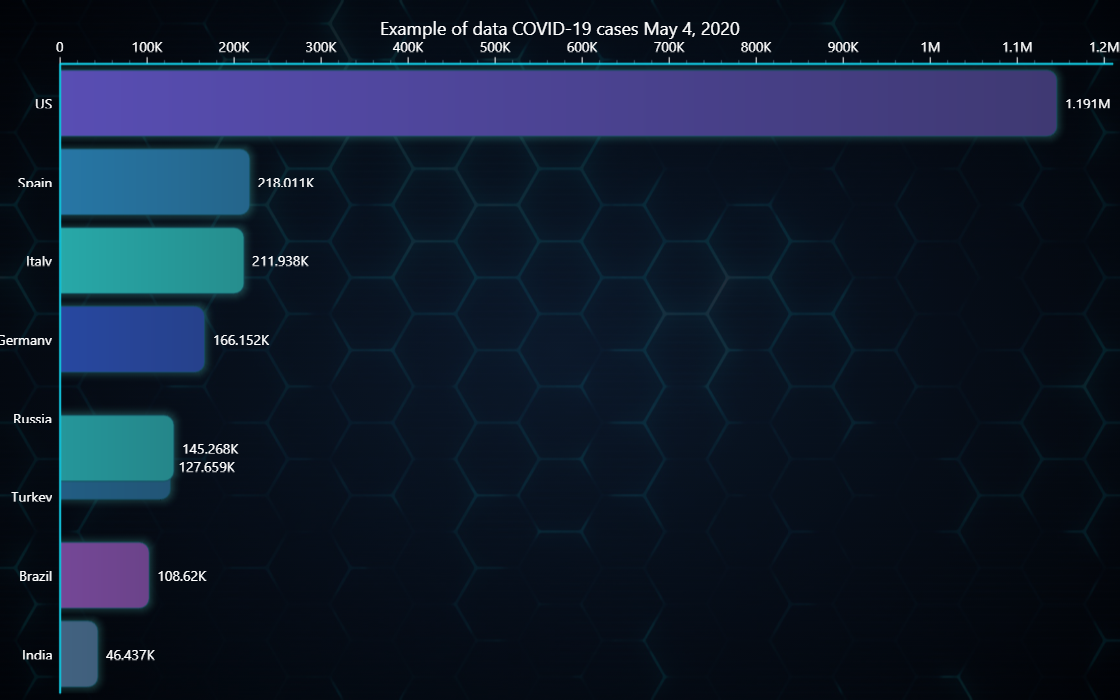 Example of data COVID-19 cases May 4, 2020
0 100K 200K 300K 400K 500K 600K 700K 800K 900K 1M 1.1M 1.2M
US 1.191M
Spain 218.011K
Italy 211.938K
Germany 166.152K
Russia
145.268K
127.659K
Turkey
Brazil 108.62K
India 46.437K